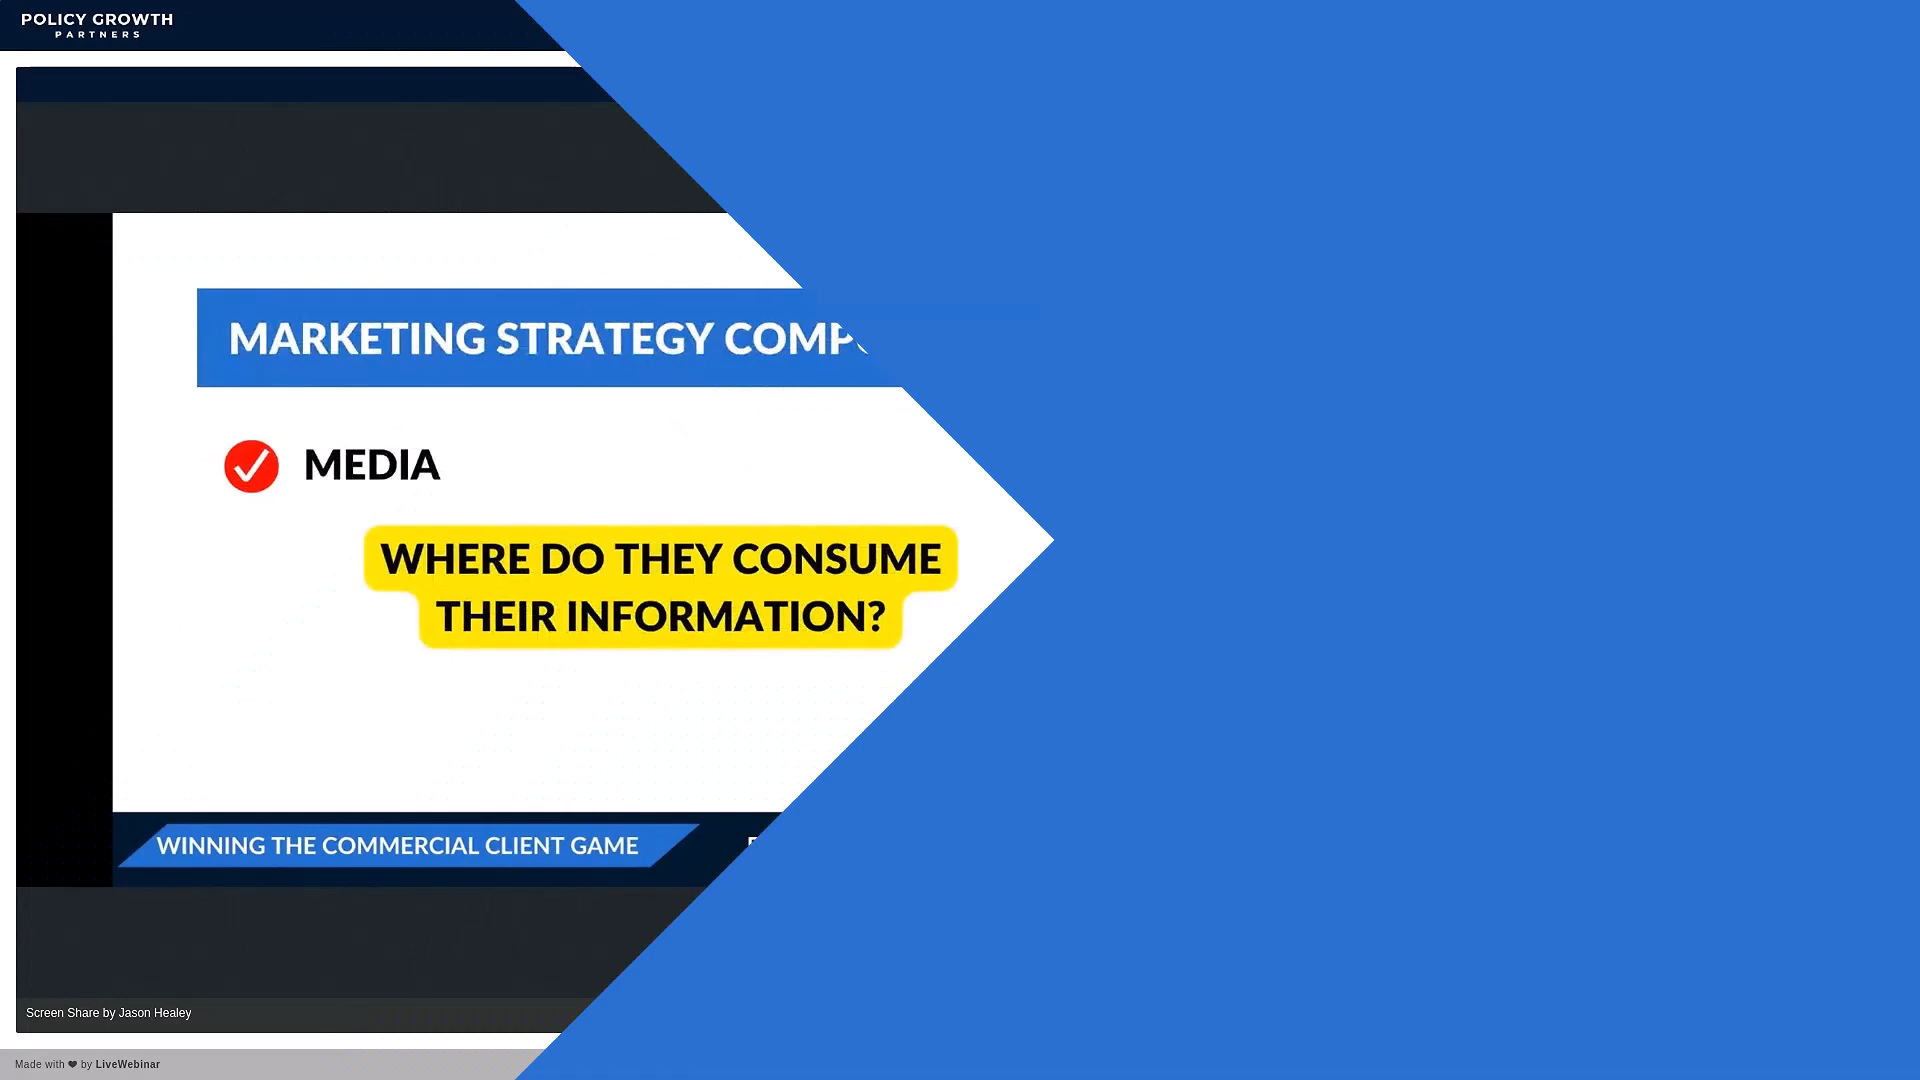 POLICY GROWTH
PARTNERS
MARKETING STRATEGY
MEDIA
WHERE DO THEY CONSUME
THEIR INFORMATION?
WINNING THE COMMERCIAL CLIENT GAME
Screen Share by Jason Healey
Made with ❤ by LiveWebinar